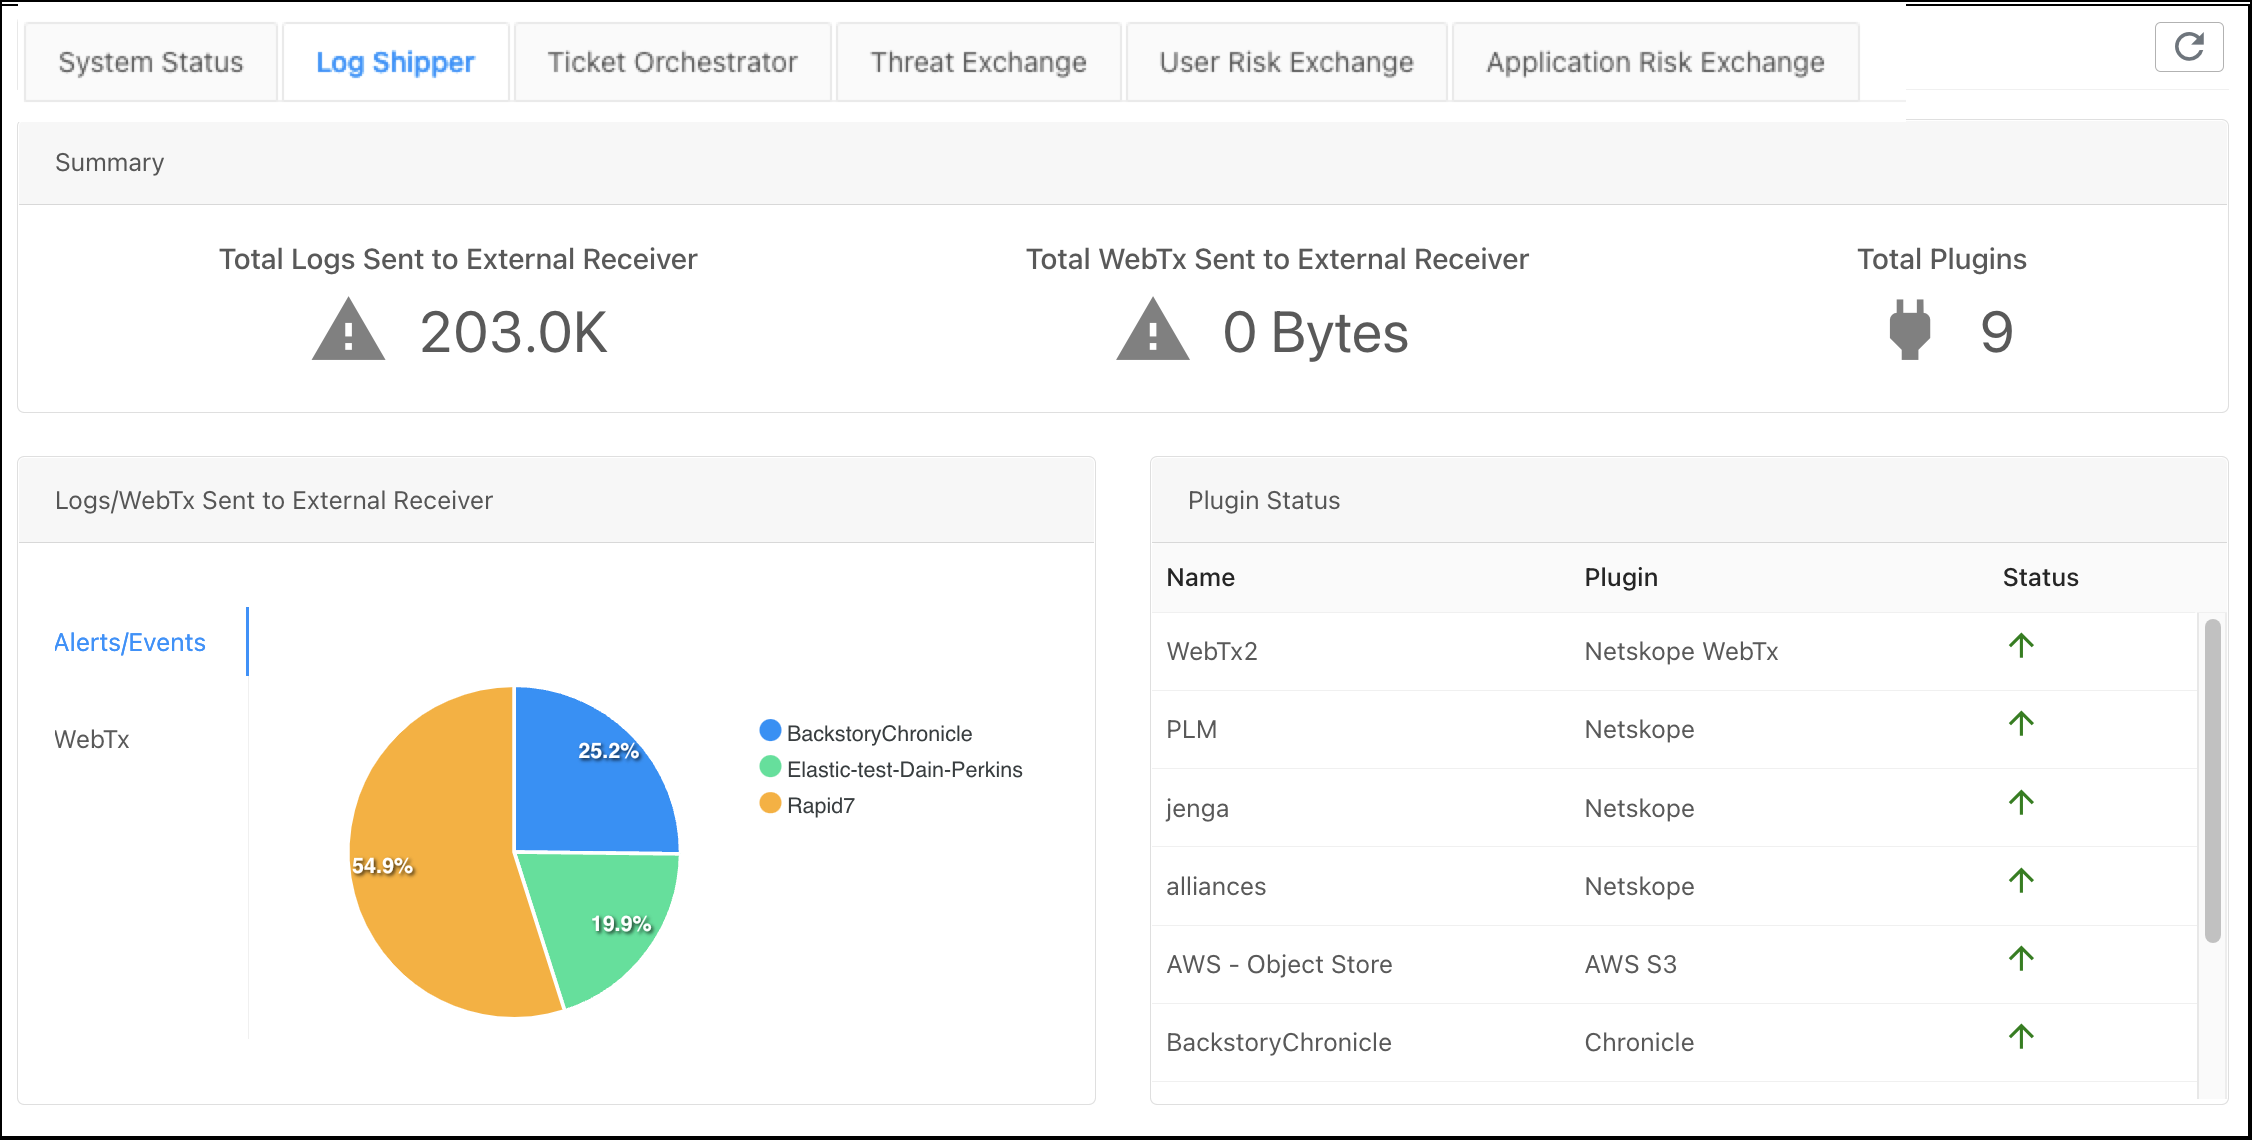 System Status Log Shipper Ticket Orchestrator Threat Exchange User Risk Exchange Application Risk Exchange
Summary
Total Logs Sent to External Receiver Total WebTx Sent to External Receiver Total Plugins
203.0K 0 Bytes 9
Logs/WebTx Sent to External Receiver
Alerts/Events
WebTx
25.2%
54.9%
19.9%
BackstoryChronicle
Elastic-test-Dain-Perkins
Rapid7
Plugin Status
Name Plugin Status
WebTx2 Netskope WebTx
PLM Netskope
jenga Netskope
alliances Netskope
AWS - Object Store AWS S3
BackstoryChronicle Chronicle